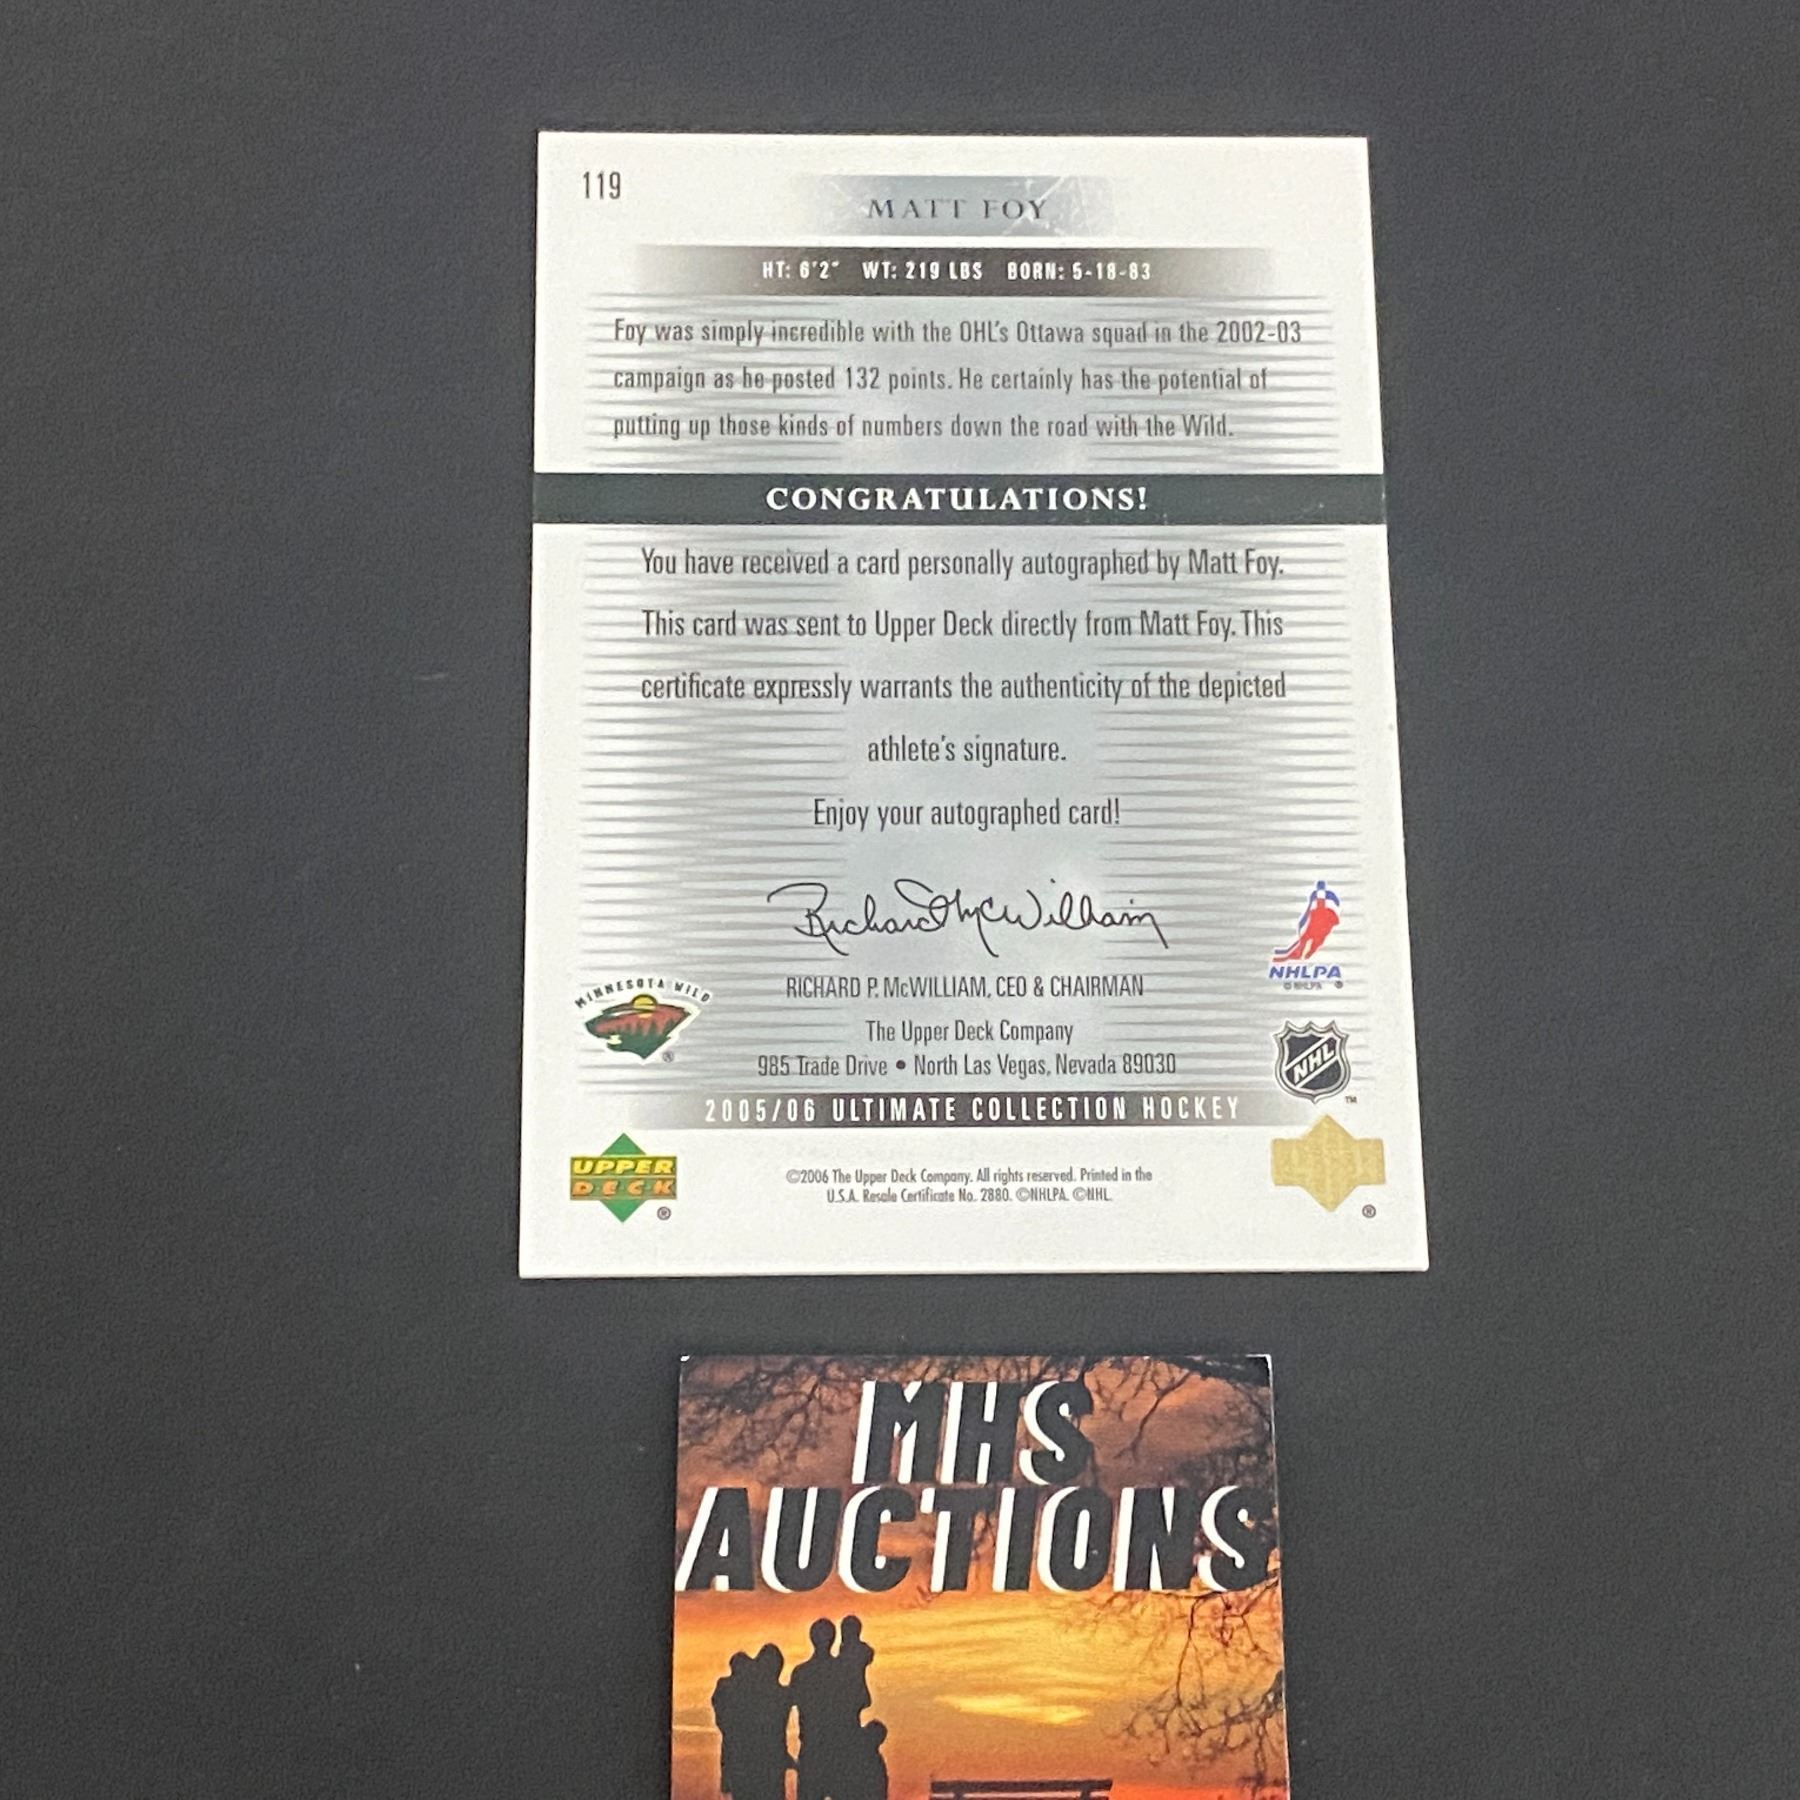 119
MATT FOY
HT: 6'2" WT: 219 LBS BORN: 5-18-83
Foy was simply incredible with the OHL's Ottawa squad in the 2002-03
campaign as he posted 132 points. He certainly has the potential of
putting up those kinds of numbers down the road with the Wild.
CONGRATULATIONS!
You have received a card personally autographed by Matt Foy.
This card was sent to Upper Deck directly from Matt Foy. This
certificate expressly warrants the authenticity of the depicted
athlete's signature.
Enjoy your autographed card!
Richard McWilliam
RICHARD P. McWILLIAM, CEO & CHAIRMAN
The Upper Deck Company
985 Trade Drive • North Las Vegas, Nevada 89030
MINNESOTA WILD
®
NHLPA
©NHLPA ®
NHL
™
2005/06 ULTIMATE COLLECTION HOCKEY
UPPER
DECK
®
©2006 The Upper Deck Company. All rights reserved. Printed in the
U.S.A. Resale Certificate No. 2880. ©NHLPA. ©NHL.
®
MHS
AUCTIONS